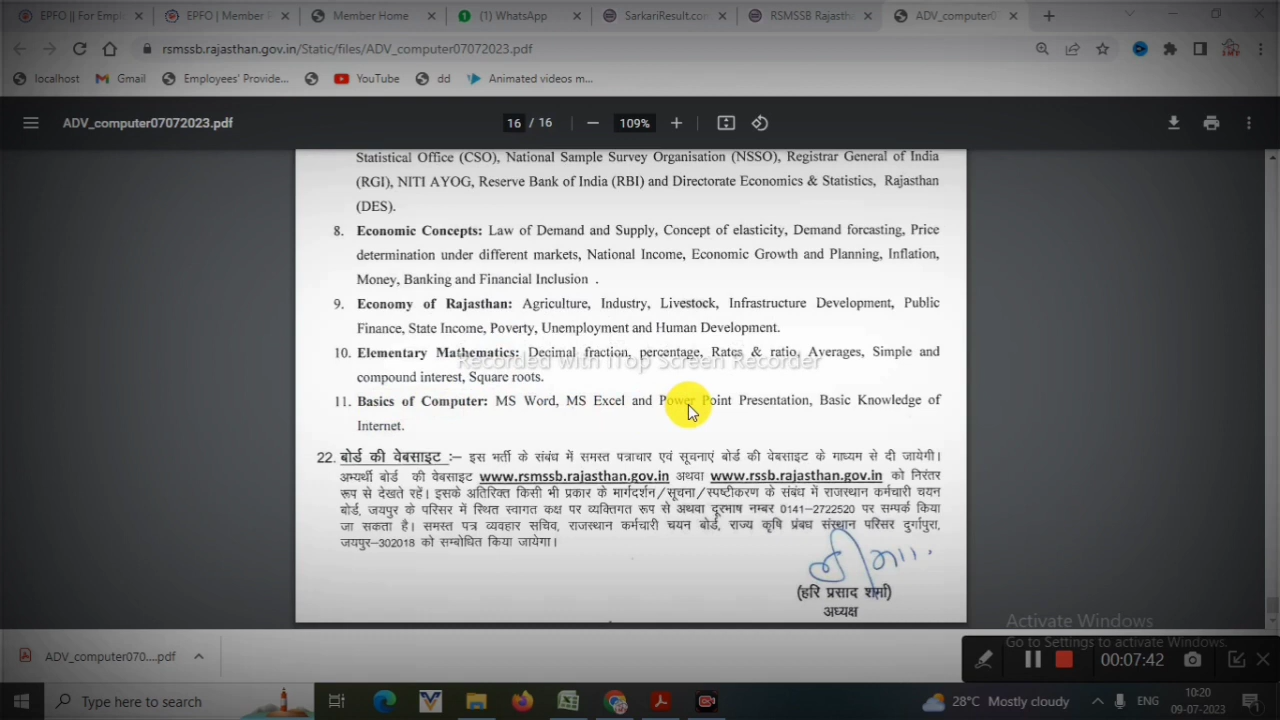 EPFO || For Empl
EPFO | Member P
Member Home
(1) WhatsApp
SarkariResult.con
RSMSSB Rajasth
ADV_computer0
rsmssb.rajasthan.gov.in/Static/files/ADV_computer07072023.pdf
localhost
Gmail
Employees' Provide...
YouTube
dd
Animated videos m...
ADV_computer07072023.pdf
16 / 16
109%
Statistical Office (CSO), National Sample Survey Organisation (NSSO), Registrar General of India
(RGI), NITI AYOG, Reserve Bank of India (RBI) and Directorate Economics & Statistics, Rajasthan
(DES).
8. Economic Concepts: Law of Demand and Supply, Concept of elasticity, Demand forcasting, Price
determination under different markets, National Income, Economic Growth and Planning, Inflation,
Money, Banking and Financial Inclusion .
9. Economy of Rajasthan: Agriculture, Industry, Livestock, Infrastructure Development, Public
Finance, State Income, Poverty, Unemployment and Human Development.
10. Elementary Mathematics: Decimal fraction, percentage, Rates & ratio, Averages, Simple and
Recorded with iTop Screen Recorder
compound interest, Square roots.
11. Basics of Computer: MS Word, MS Excel and Power Point Presentation, Basic Knowledge of
Internet.
22. बोर्ड की वेबसाइट :– इस भर्ती के संबंध में समस्त पत्राचार एवं सूचनाएं बोर्ड की वेबसाइट के माध्यम से दी जायेगी।
अभ्यर्थी बोर्ड की वेबसाइट www.rsmssb.rajasthan.gov.in अथवा www.rssb.rajasthan.gov.in को निरंतर
रूप से देखते रहें। इसके अतिरिक्त किसी भी प्रकार के मार्गदर्शन/सूचना/स्पष्टीकरण के संबंध में राजस्थान कर्मचारी चयन
बोर्ड, जयपुर के परिसर में स्थित स्वागत कक्ष पर व्यक्तिगत रूप से अथवा दूरभाष नम्बर 0141–2722520 पर सम्पर्क किया
जा सकता है। समस्त पत्र व्यवहार सचिव, राजस्थान कर्मचारी चयन बोर्ड, राज्य कृषि प्रंबध संस्थान परिसर दुर्गापुरा,
जयपुर–302018 को सम्बोधित किया जायेगा।
(हरि प्रसाद शर्मा)
अध्यक्ष
Activate Windows
Go to Settings to activate Windows.
ADV_computer070....pdf
00:07:42
Type here to search
28°C Mostly cloudy
ENG
10:20
09-07-2023